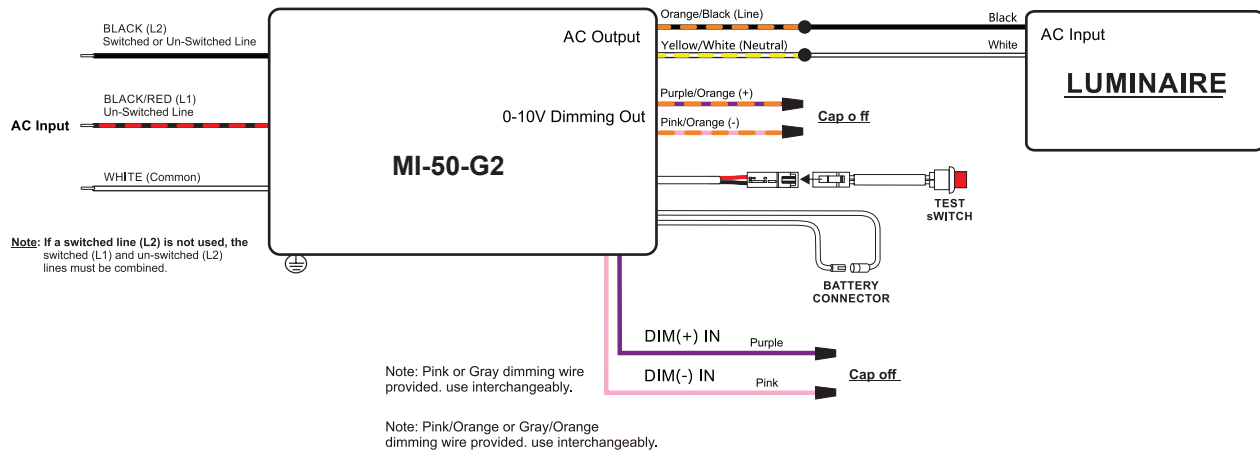 BLACK (L2)
Switched or Un-Switched Line
BLACK/RED (L1)
Un-Switched Line
AC Input
WHITE (Common)
Note: If a switched line (L2) is not used, the
switched (L1) and un-switched (L2)
lines must be combined.
AC Output
0-10V Dimming Out
MI-50-G2
Orange/Black (Line)
Yellow/White (Neutral)
Purple/Orange (+)
Pink/Orange (-)
Cap o ff
Black
White
AC Input
LUMINAIRE
TEST
sWITCH
BATTERY
CONNECTOR
DIM(+) IN
Purple
DIM(-) IN
Pink
Cap off
Note: Pink or Gray dimming wire
provided. use interchangeably.
Note: Pink/Orange or Gray/Orange
dimming wire provided. use interchangeably.